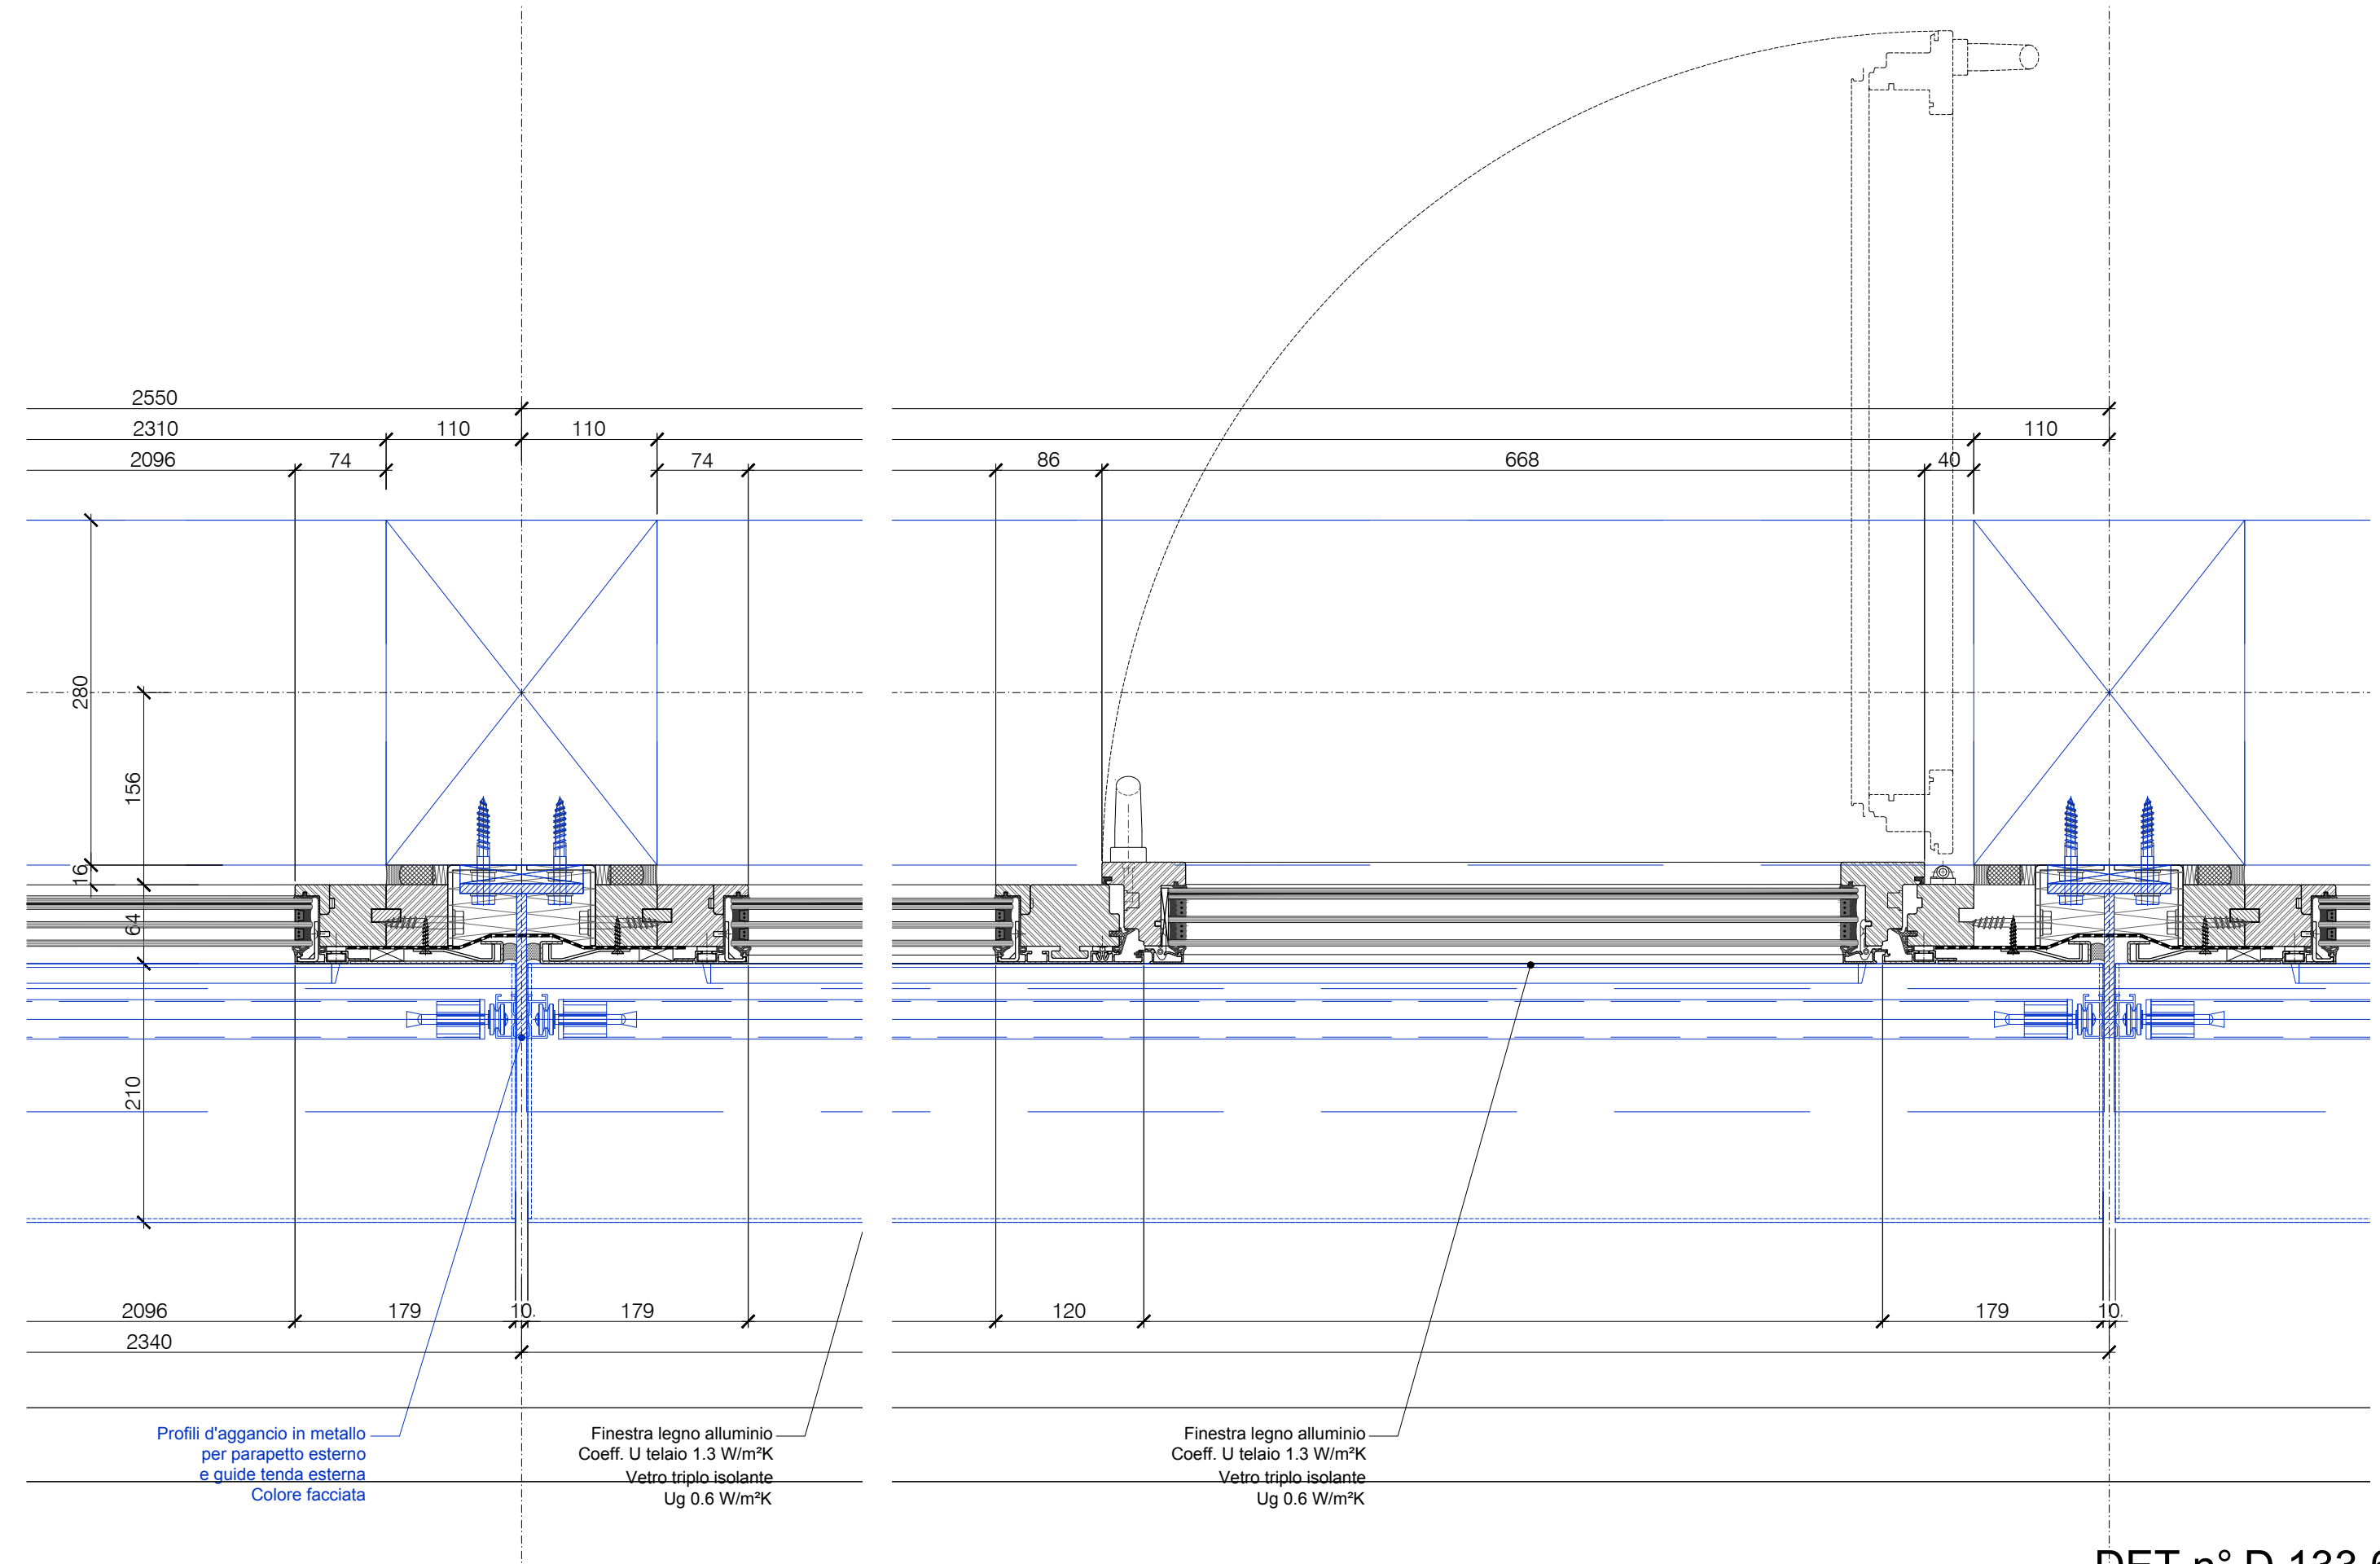 2550
2310 110 110 110
2096 74 74 86 668 40
280
156
16
64
210
2096 179 10. 179 120 179 10.
2340
Profili d'aggancio in metallo
per parapetto esterno
e guide tenda esterna
Colore facciata
Finestra legno alluminio
Coeff. U telaio 1.3 W/m²K
Vetro triplo isolante
Ug 0.6 W/m²K
Finestra legno alluminio
Coeff. U telaio 1.3 W/m²K
Vetro triplo isolante
Ug 0.6 W/m²K
DET n° D 133